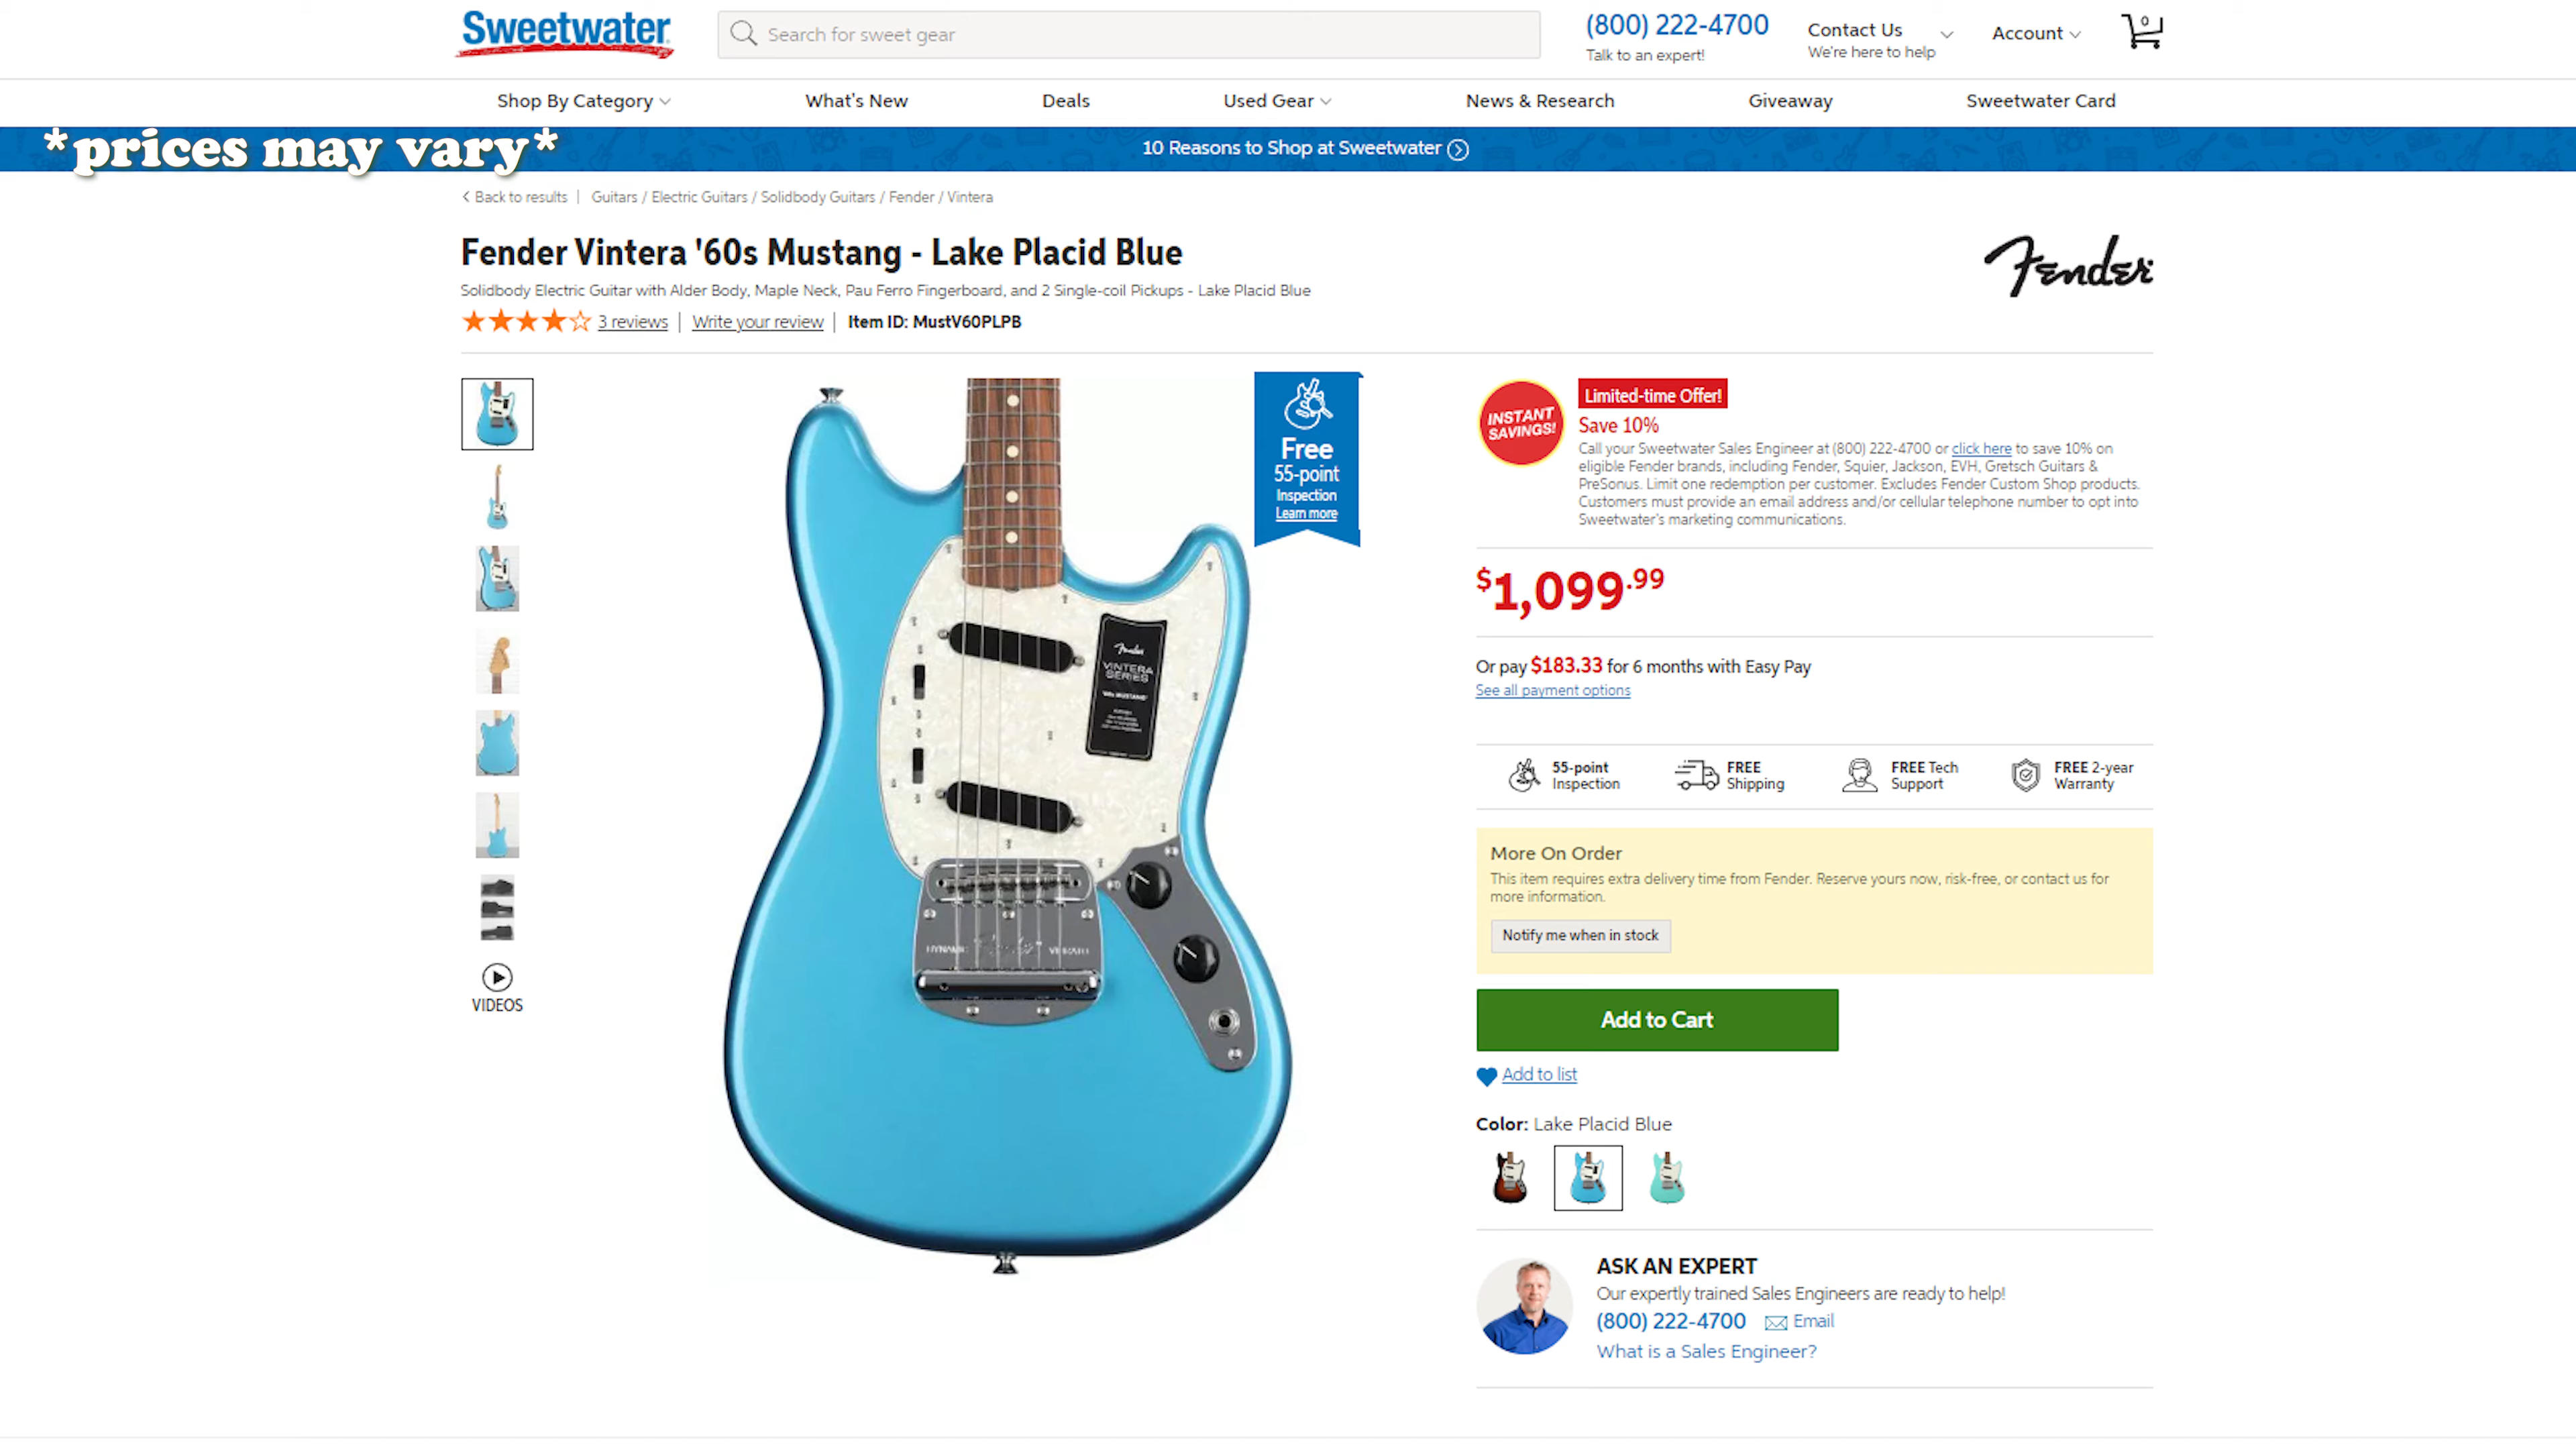 Sweetwater
Search for sweet gear
(800) 222-4700
Talk to an expert!
Contact Us
We're here to help
Account
0
Shop By Category
What's New
Deals
Used Gear
News & Research
Giveaway
Sweetwater Card
*prices may vary*
10 Reasons to Shop at Sweetwater
Back to results | Guitars / Electric Guitars / Solidbody Guitars / Fender / Vintera
Fender Vintera '60s Mustang - Lake Placid Blue
Fender
Solidbody Electric Guitar with Alder Body, Maple Neck, Pau Ferro Fingerboard, and 2 Single-coil Pickups - Lake Placid Blue
3 reviews | Write your review | Item ID: MustV60PLPB
VIDEOS
Free
55-point
Inspection
Learn more
Fender
VINTERA
SERIES
'60s MUSTANG
DYNAMIC Fender VIBRATO
INSTANT
SAVINGS!
Limited-time Offer!
Save 10%
Call your Sweetwater Sales Engineer at (800) 222-4700 or click here to save 10% on
eligible Fender brands, including Fender, Squier, Jackson, EVH, Gretsch Guitars &
PreSonus. Limit one redemption per customer. Excludes Fender Custom Shop products.
Customers must provide an email address and/or cellular telephone number to opt into
Sweetwater's marketing communications.
$1,099.99
Or pay $183.33 for 6 months with Easy Pay
See all payment options
55-point
Inspection
FREE
Shipping
FREE Tech
Support
FREE 2-year
Warranty
More On Order
This item requires extra delivery time from Fender. Reserve yours now, risk-free, or contact us for
more information.
Notify me when in stock
Add to Cart
Add to list
Color: Lake Placid Blue
ASK AN EXPERT
Our expertly trained Sales Engineers are ready to help!
(800) 222-4700
Email
What is a Sales Engineer?